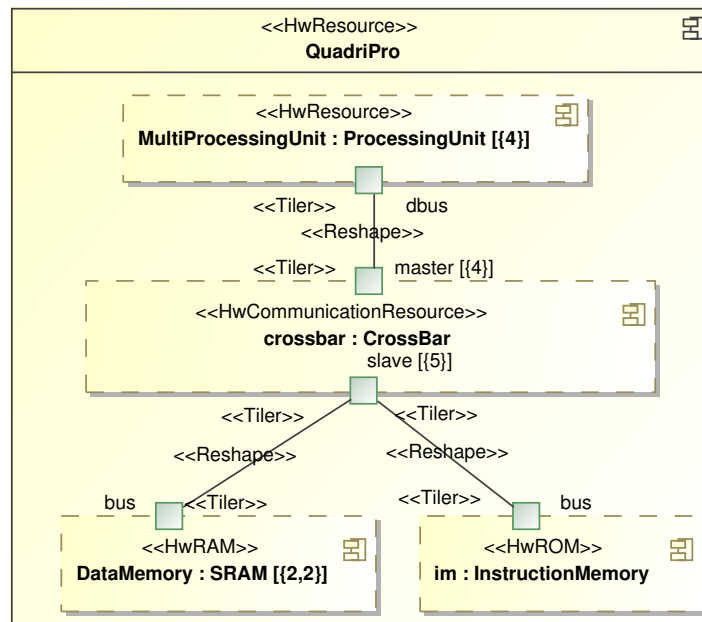 <<HwResource>>
QuadriPro
<<HwResource>>
MultiProcessingUnit : ProcessingUnit [{4}]
<<Tiler>> dbus
<<Reshape>>
<<Tiler>> master [{4}]
<<HwCommunicationResource>>
crossbar : CrossBar
slave [{5}]
<<Tiler>> <<Tiler>>
<<Reshape>> <<Reshape>>
bus <<Tiler>> <<Tiler>> bus
<<HwRAM>> <<HwROM>>
DataMemory : SRAM [{2,2}] im : InstructionMemory